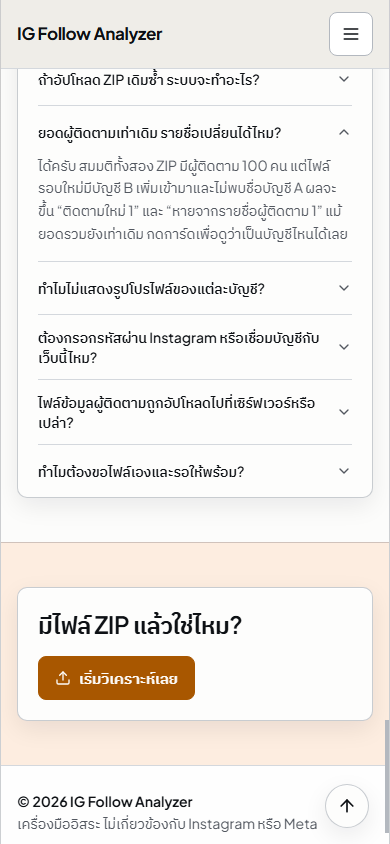 IG Follow Analyzer
ถ้าอัปโหลด ZIP เดิมซ้ำ ระบบจะทำอะไร?
ยอดผู้ติดตามเท่าเดิม รายชื่อเปลี่ยนได้ไหม?
ได้ครับ สมมติทั้งสอง ZIP มีผู้ติดตาม 100 คน แต่ไฟล์
รอบใหม่มีบัญชี B เพิ่มเข้ามาและไม่พบชื่อบัญชี A ผลจะ
ขึ้น “ติดตามใหม่ 1” และ “หายจากรายชื่อผู้ติดตาม 1” แม้
ยอดรวมยังเท่าเดิม กดการ์ดเพื่อดูว่าเป็นบัญชีไหนได้เลย
ทำไมไม่แสดงรูปโปรไฟล์ของแต่ละบัญชี?
ต้องกรอกรหัสผ่าน Instagram หรือเชื่อมบัญชีกับ
เว็บนี้ไหม?
ไฟล์ข้อมูลผู้ติดตามถูกอัปโหลดไปที่เซิร์ฟเวอร์หรือ
เปล่า?
ทำไมต้องขอไฟล์เองและรอให้พร้อม?
มีไฟล์ ZIP แล้วใช่ไหม?
เริ่มวิเคราะห์เลย
© 2026 IG Follow Analyzer
เครื่องมืออิสระ ไม่เกี่ยวข้องกับ Instagram หรือ Meta